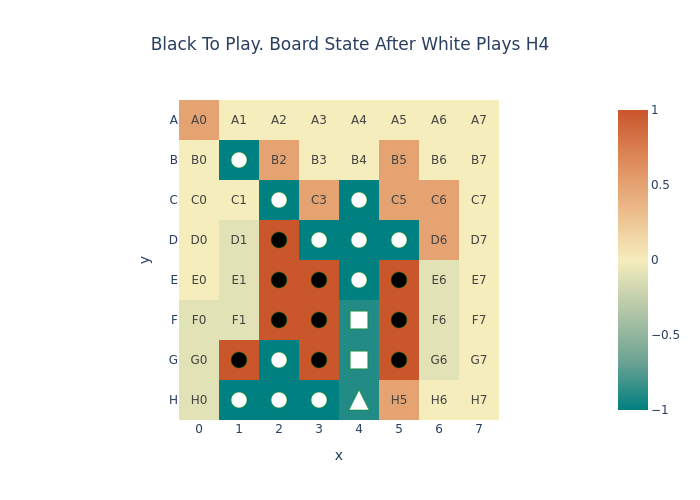 Black To Play. Board State After White Plays H4
A A0 A1 A2 A3 A4 A5 A6 A7
B B0 B2 B3 B4 B5 B6 B7
C C0 C1 C3 C5 C6 C7
D D0 D1 D6 D7
E E0 E1 E6 E7
F F0 F1 F6 F7
G G0 G6 G7
H H0 H5 H6 H7
0 1 2 3 4 5 6 7
x
y
1
0.5
0
−0.5
−1